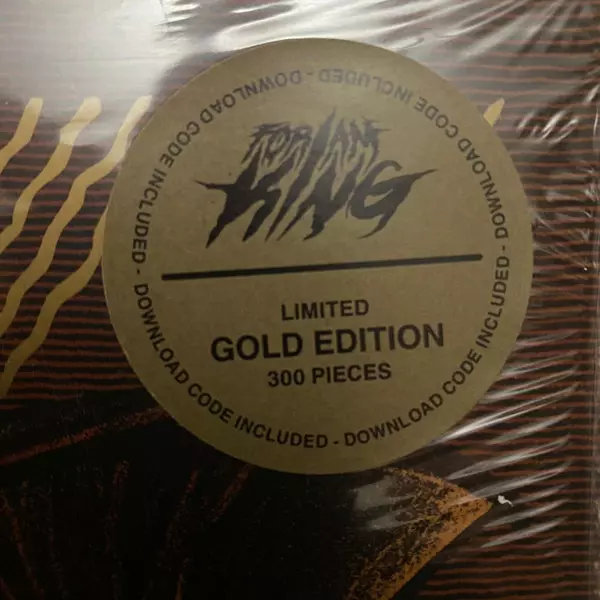 FOR I AM
KING
LIMITED
GOLD EDITION
300 PIECES
DOWNLOAD CODE INCLUDED - DOWNLOAD CODE INCLUDED - DOWNLOAD CODE INCLUDED - DOWNLOAD CODE INCLUDED -